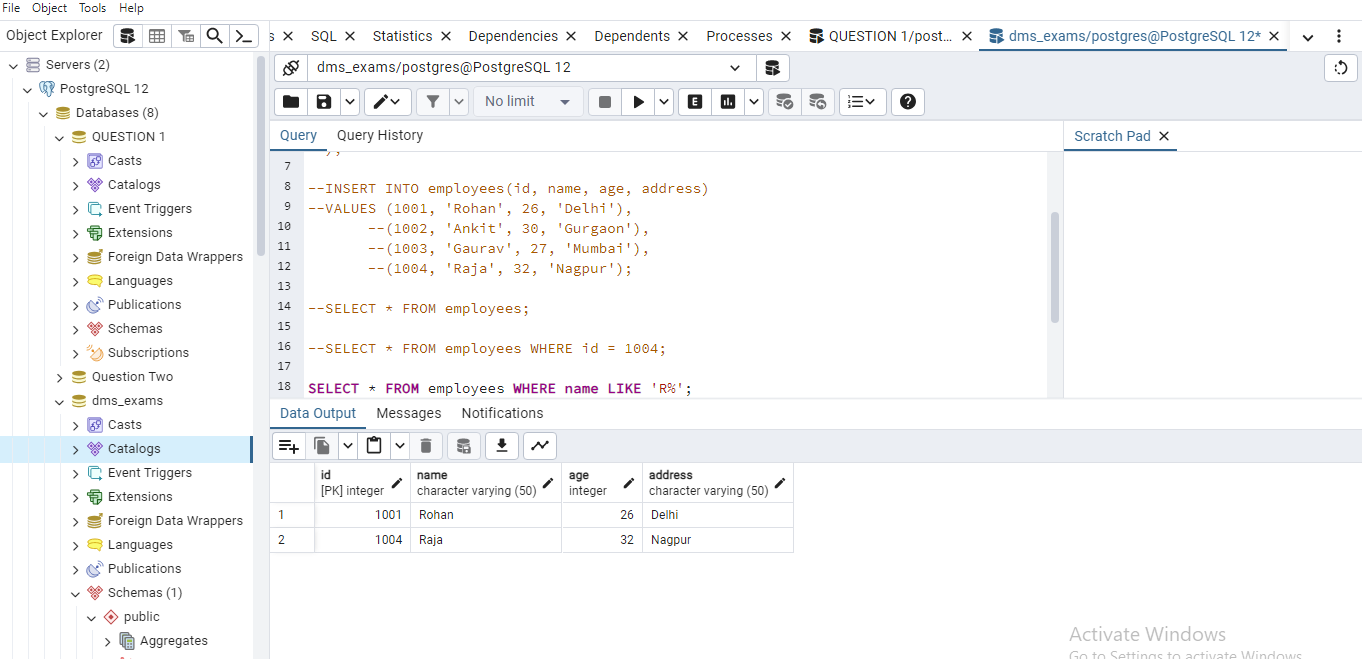 File Object Tools Help
Object Explorer
s SQL Statistics Dependencies Dependents Processes QUESTION 1/post... dms_exams/postgres@PostgreSQL 12*
Servers (2)
PostgreSQL 12
Databases (8)
QUESTION 1
Casts
Catalogs
Event Triggers
Extensions
Foreign Data Wrappers
Languages
Publications
Schemas
Subscriptions
Question Two
dms_exams
Casts
Catalogs
Event Triggers
Extensions
Foreign Data Wrappers
Languages
Publications
Schemas (1)
public
Aggregates
dms_exams/postgres@PostgreSQL 12
No limit E
Query Query History
Scratch Pad
7
8 --INSERT INTO employees(id, name, age, address)
9 --VALUES (1001, 'Rohan', 26, 'Delhi'),
10 --(1002, 'Ankit', 30, 'Gurgaon'),
11 --(1003, 'Gaurav', 27, 'Mumbai'),
12 --(1004, 'Raja', 32, 'Nagpur');
13
14 --SELECT * FROM employees;
15
16 --SELECT * FROM employees WHERE id = 1004;
17
18 SELECT * FROM employees WHERE name LIKE 'R%';
Data Output Messages Notifications
id name age address
[PK] integer character varying (50) integer character varying (50)
1 1001 Rohan 26 Delhi
2 1004 Raja 32 Nagpur
Activate Windows
Go to Settings to activate Windows.